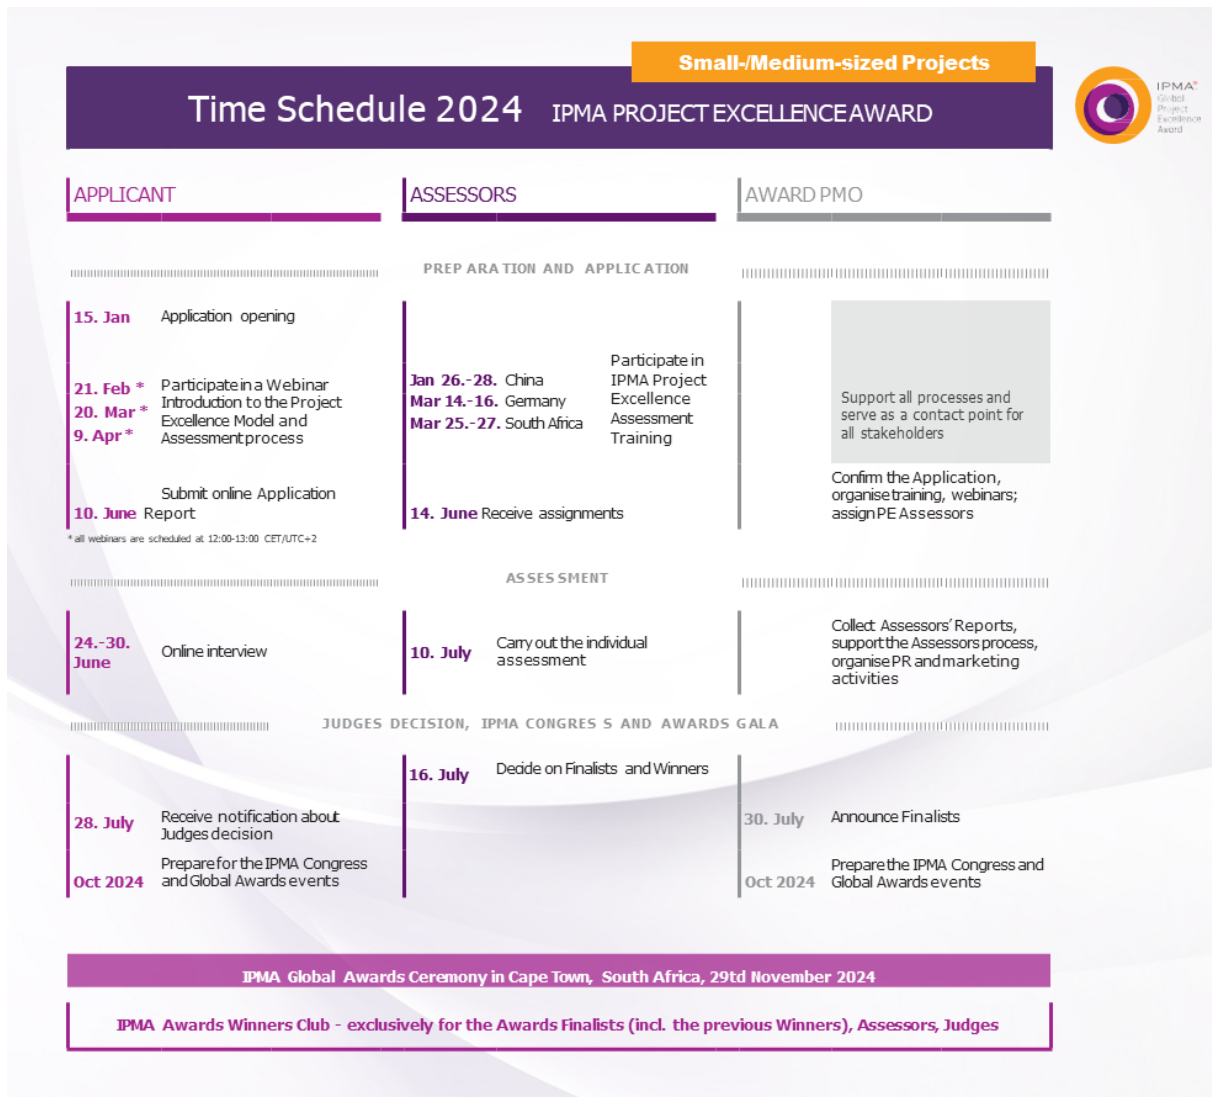 Small-/Medium-sized Projects
Time Schedule 2024 IPMA PROJECT EXCELLENCE AWARD
IPMA
Global
Project
Excellence
Award
APPLICANT
ASSESSORS
AWARD PMO
PREPARATION AND APPLICATION
15. Jan Application opening
21. Feb *
20. Mar *
9. Apr *
Participate in a Webinar
Introduction to the Project
Excellence Model and
Assessment process
Jan 26.-28. China
Mar 14.-16. Germany
Mar 25.-27. South Africa
Participate in
IPMA Project
Excellence
Assessment
Training
Support all processes and
serve as a contact point for
all stakeholders
Submit online Application
10. June Report
14. June Receive assignments
Confirm the Application,
organise training, webinars;
assign PE Assessors
* all webinars are scheduled at 12:00-13:00 CET/UTC+2
ASSESSMENT
24.-30.
June
Online interview
10. July
Carry out the individual
assessment
Collect Assessors' Reports,
support the Assessors process,
organise PR and marketing
activities
JUDGES DECISION, IPMA CONGRESS AND AWARDS GALA
16. July Decide on Finalists and Winners
28. July
Receive notification about
Judges decision
30. July Announce Finalists
Oct 2024
Prepare for the IPMA Congress
and Global Awards events
Oct 2024
Prepare the IPMA Congress and
Global Awards events
IPMA Global Awards Ceremony in Cape Town, South Africa, 29td November 2024
IPMA Awards Winners Club - exclusively for the Awards Finalists (incl. the previous Winners), Assessors, Judges